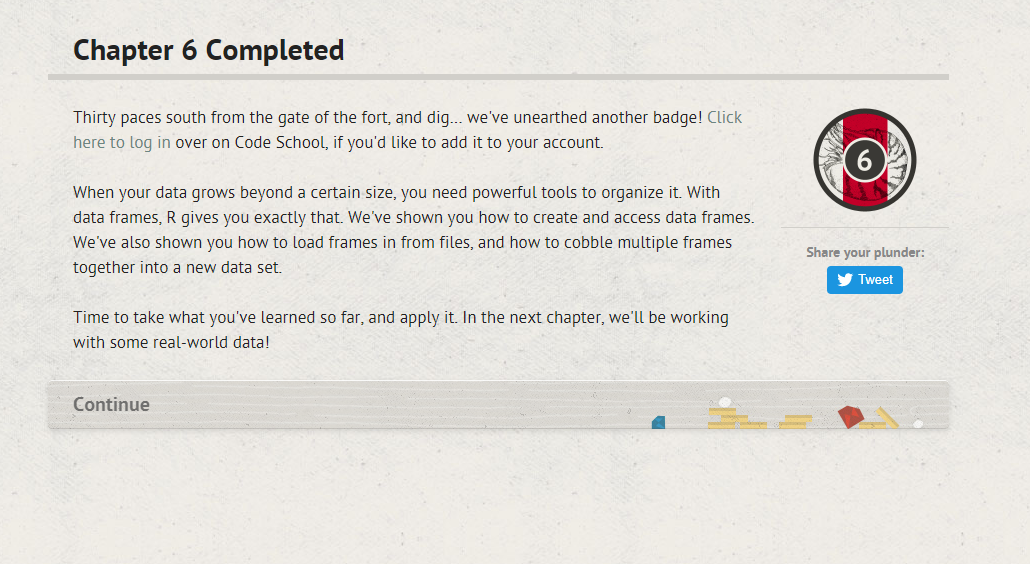 Chapter 6 Completed
Thirty paces south from the gate of the fort, and dig... we've unearthed another badge! Click
here to log in over on Code School, if you'd like to add it to your account.
When your data grows beyond a certain size, you need powerful tools to organize it. With
data frames, R gives you exactly that. We've shown you how to create and access data frames.
We've also shown you how to load frames in from files, and how to cobble multiple frames
together into a new data set.
Time to take what you've learned so far, and apply it. In the next chapter, we'll be working
with some real-world data!
6
Share your plunder:
Tweet
Continue